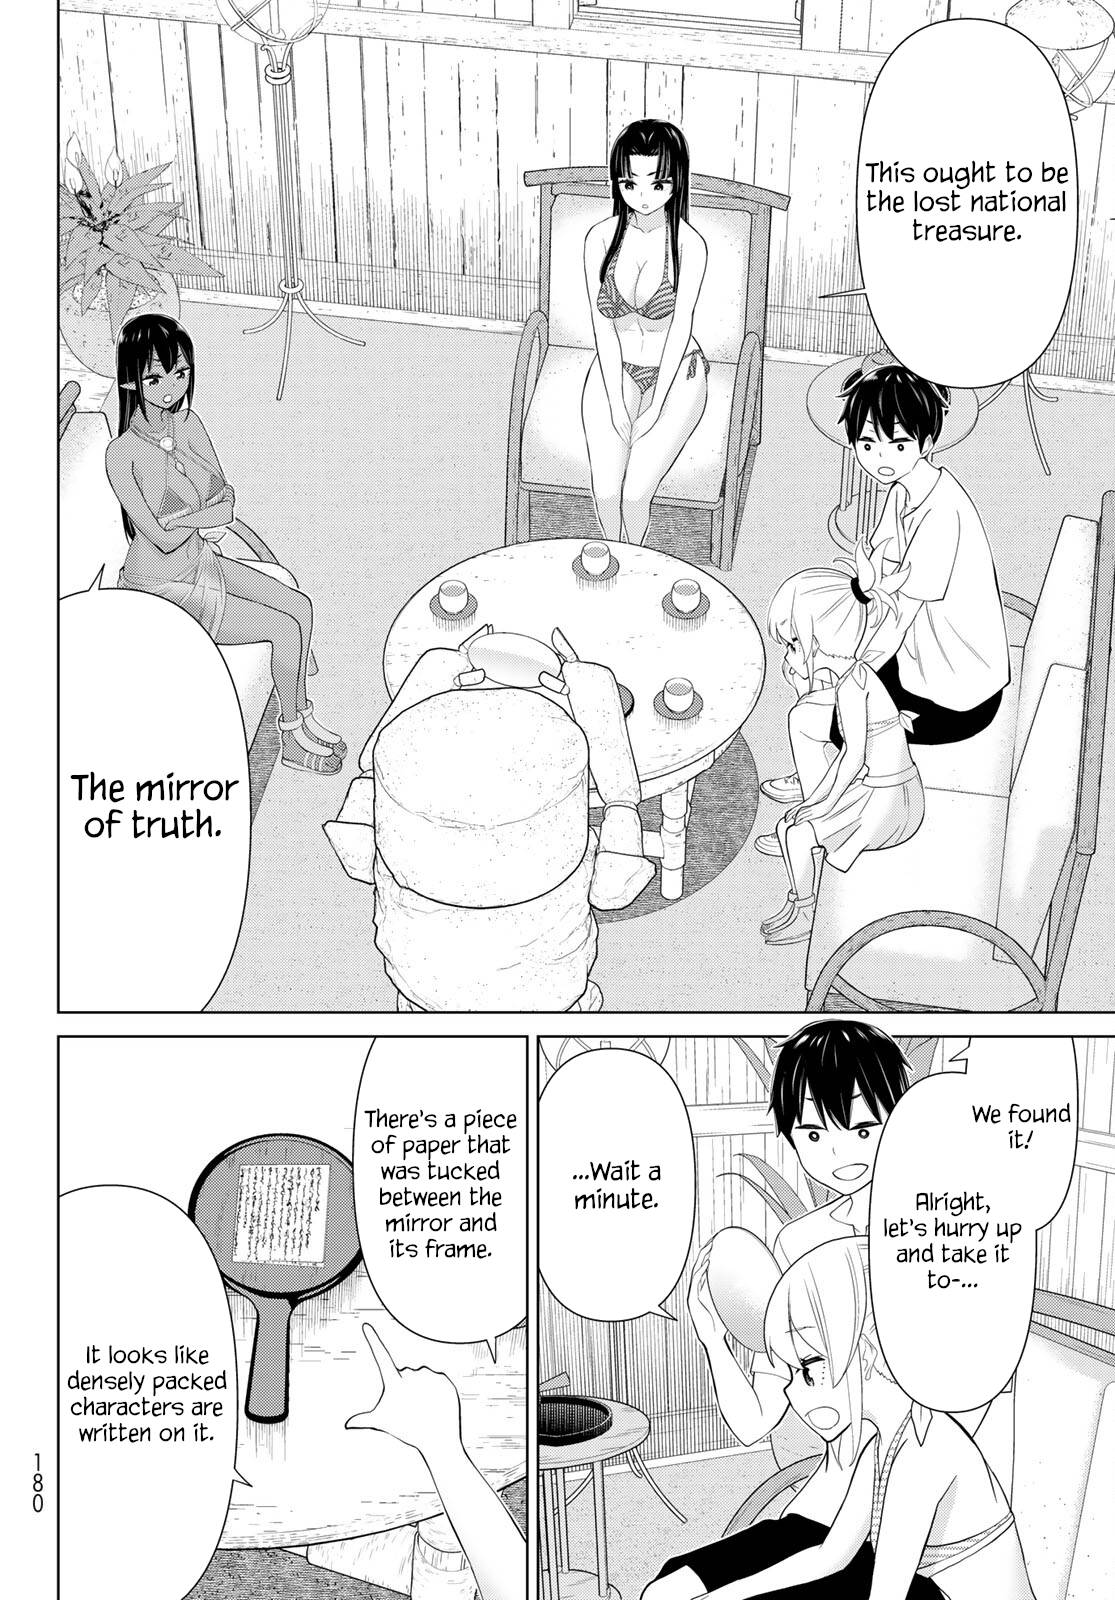 This ought to be
the lost national
treasure.
The mirror
of truth.
We found
it!
Alright,
let's hurry up
and take it
to-...
...Wait a
minute.
There's a piece
of paper that
was tucked
between the
mirror and
its frame.
It looks like
densely packed
characters are
written on it.
180